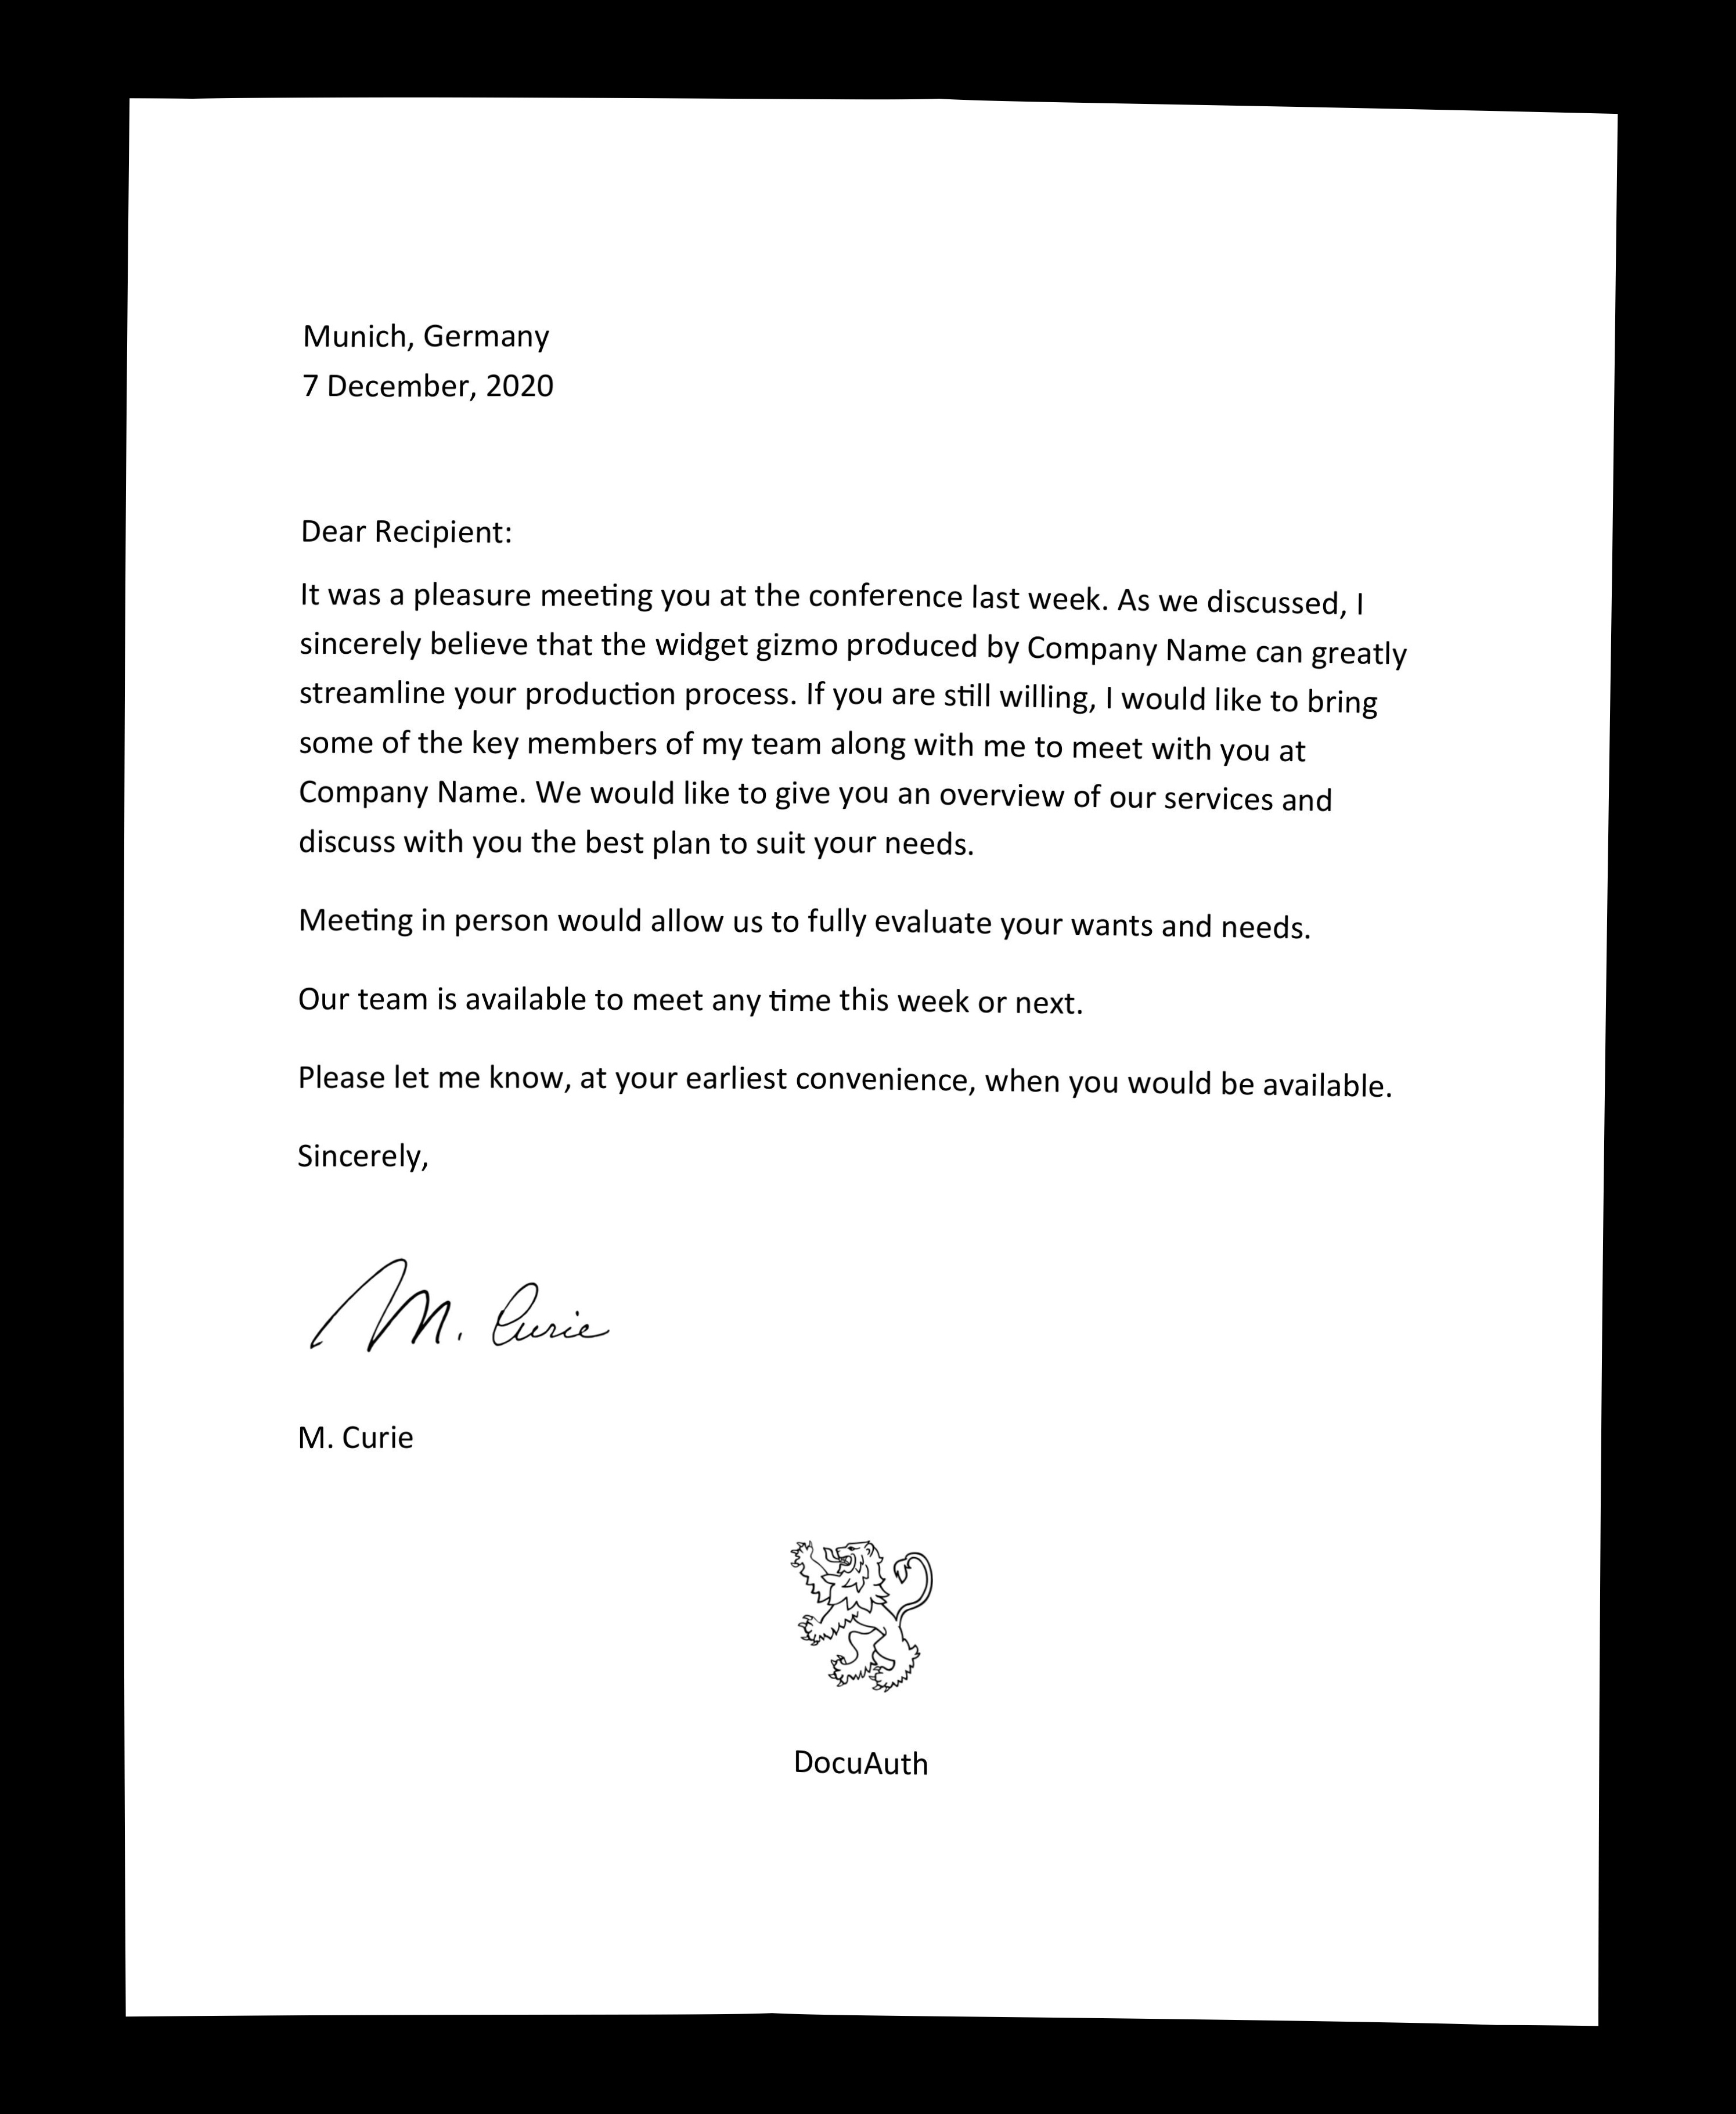 Munich, Germany
7 December, 2020
Dear Recipient:
It was a pleasure meeting you at the conference last week. As we discussed, I
sincerely believe that the widget gizmo produced by Company Name can greatly
streamline your production process. If you are still willing, I would like to bring
some of the key members of my team along with me to meet with you at
Company Name. We would like to give you an overview of our services and
discuss with you the best plan to suit your needs.
Meeting in person would allow us to fully evaluate your wants and needs.
Our team is available to meet any time this week or next.
Please let me know, at your earliest convenience, when you would be available.
Sincerely,
M. Curie
M. Curie
DocuAuth